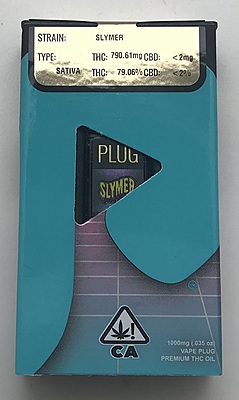 STRAIN: SLYMER
TYPE: THC: 790.61mg CBD: <2mg
SATIVA THC: 79.06% CBD: <2%
PLUG
SLYMER
CA
1000mg (.035 oz)
VAPE PLUG
PREMIUM THC OIL